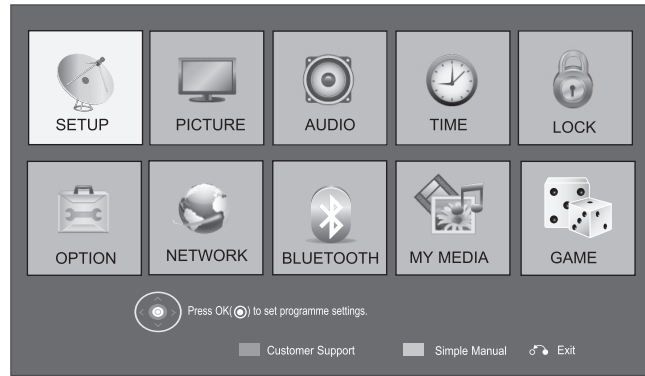 SETUP PICTURE AUDIO TIME LOCK
OPTION NETWORK BLUETOOTH MY MEDIA GAME
Press OK(◉) to set programme settings.
Customer Support Simple Manual Exit